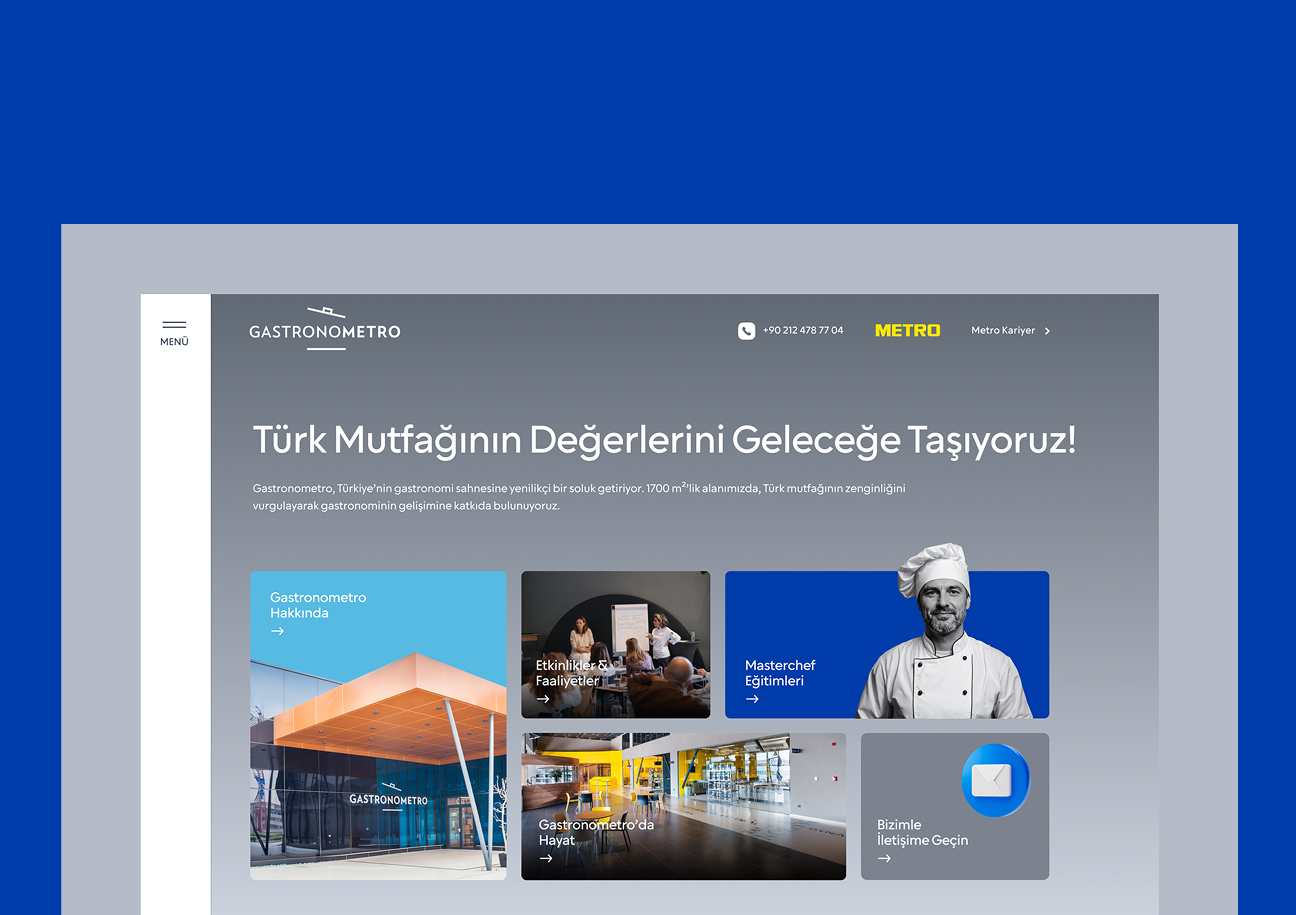 MENÜ
GASTRONOMETRO
+90 212 478 77 04
METRO
Metro Kariyer
Türk Mutfağının Değerlerini Geleceğe Taşıyoruz!
Gastronometro, Türkiye'nin gastronomi sahnesine yenilikçi bir soluk getiriyor. 1700 m²'lik alanımızda, Türk mutfağının zenginliğini
vurgulayarak gastronominin gelişimine katkıda bulunuyoruz.
Gastronometro
Hakkında
GASTRONOMETRO
Etkinlikler &
Faaliyetler
Masterchef
Eğitimleri
Gastronometro'da
Hayat
Bizimle
İletişime Geçin